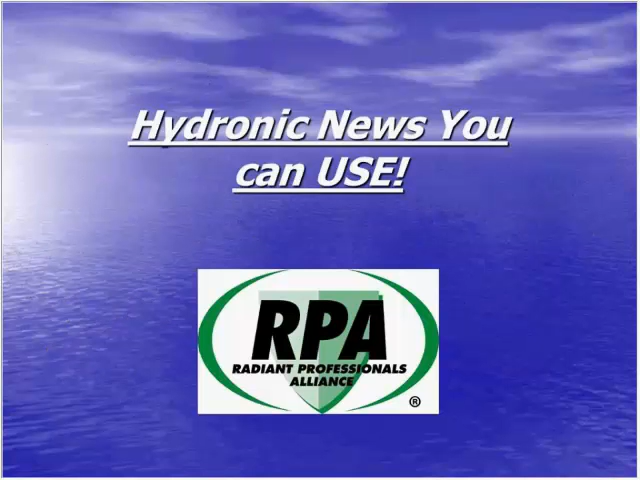 Hydronic News You
can USE!
RPA
RADIANT PROFESSIONALS
ALLIANCE
®